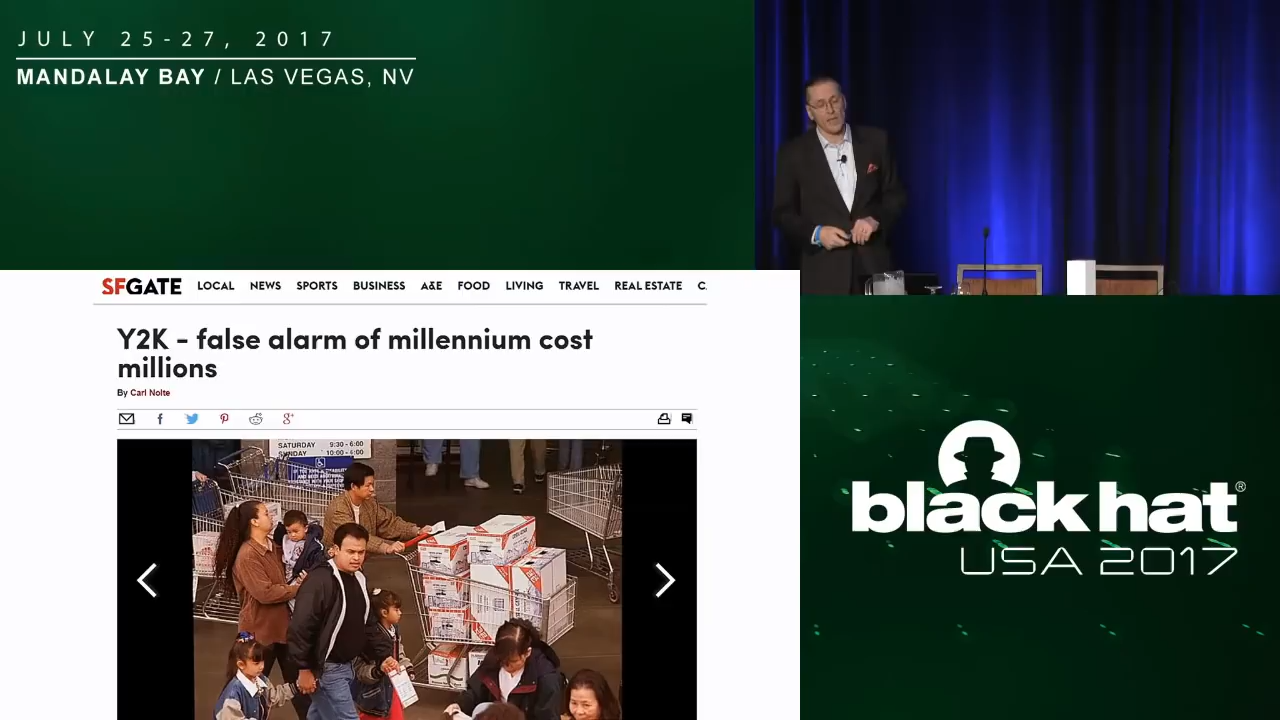 JULY 25-27, 2017
MANDALAY BAY / LAS VEGAS, NV
SFGATE LOCAL NEWS SPORTS BUSINESS A&E FOOD LIVING TRAVEL REAL ESTATE C
Y2K - false alarm of millennium cost
millions
By Carl Nolte
SATURDAY 9:30 - 6:00
SUNDAY 10:00 - 6:00
black hat®
USA 2017